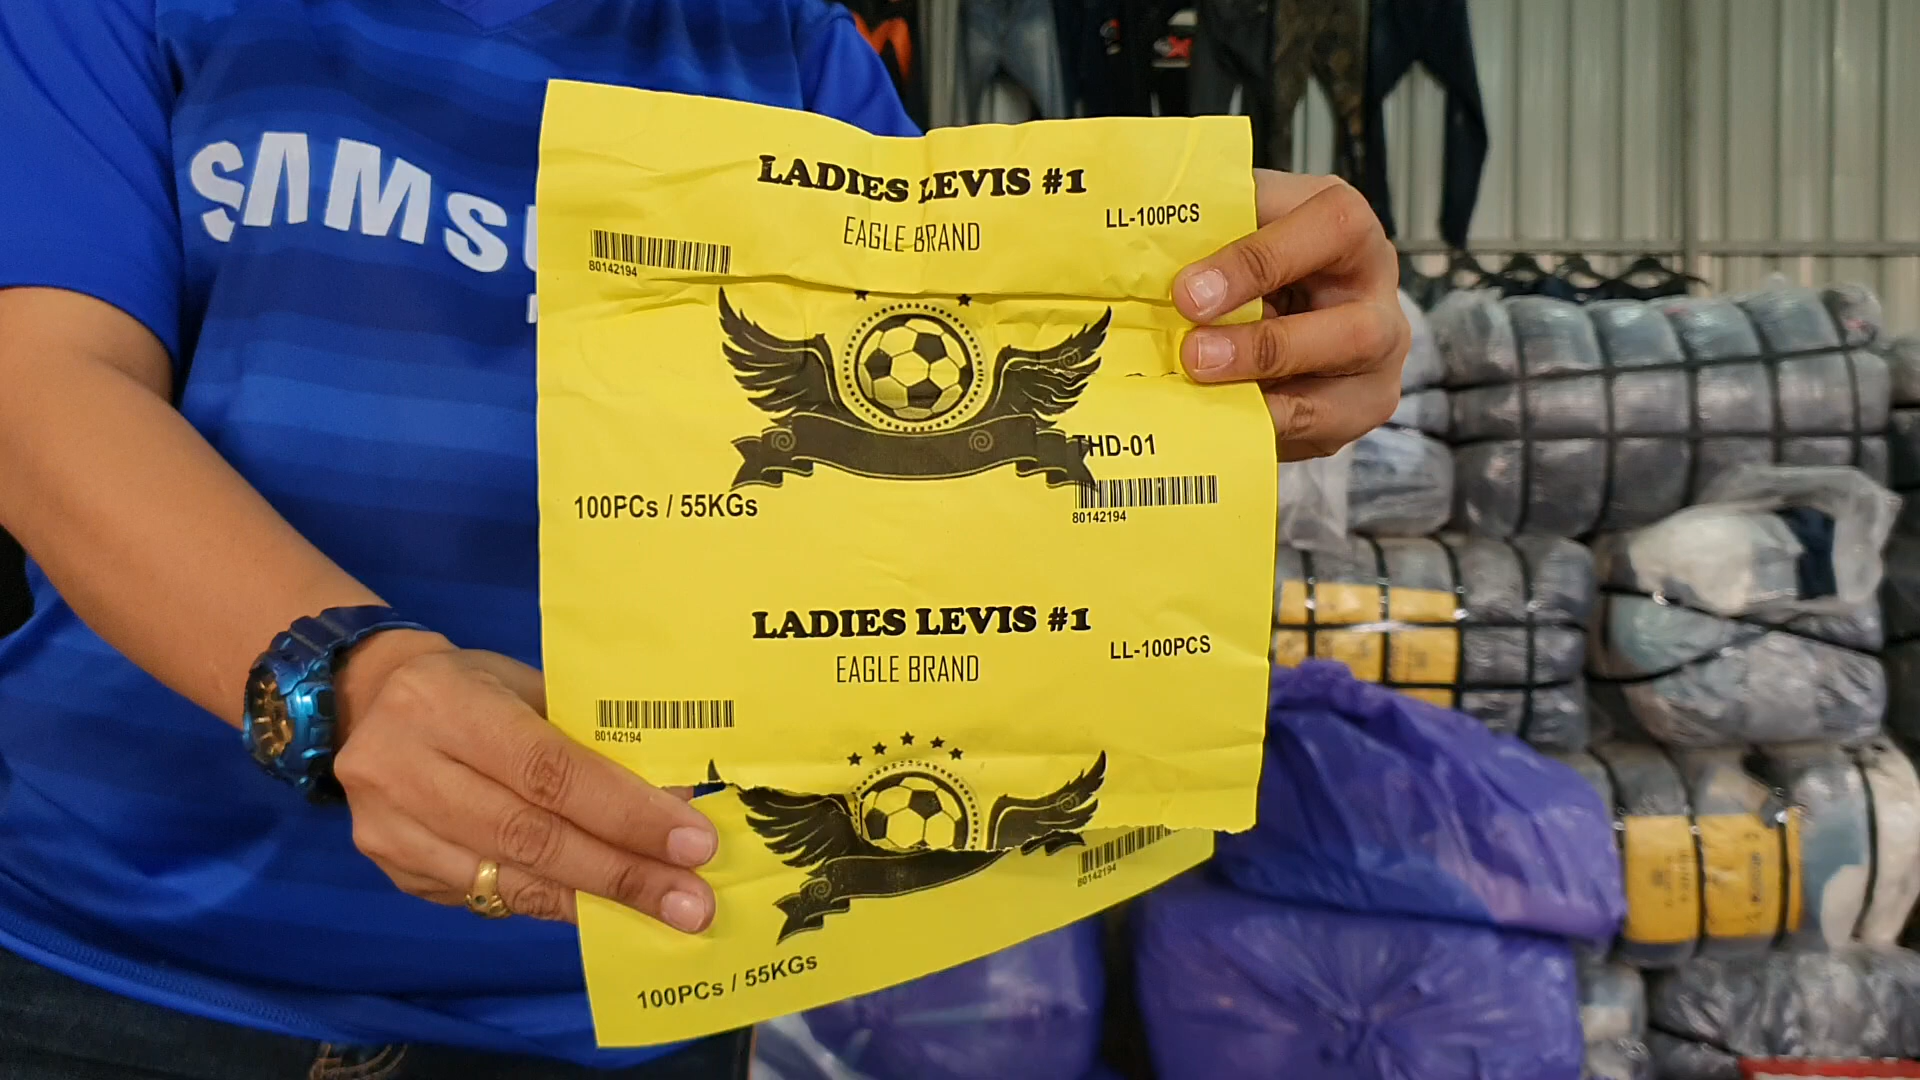 SAMSU
LADIES LEVIS #1
EAGLE BRAND
LL-100PCS
80142194
THD-01
100PCs / 55KGs
80142194
LADIES LEVIS #1
EAGLE BRAND
LL-100PCS
80142194
80142194
100PCs / 55KGs